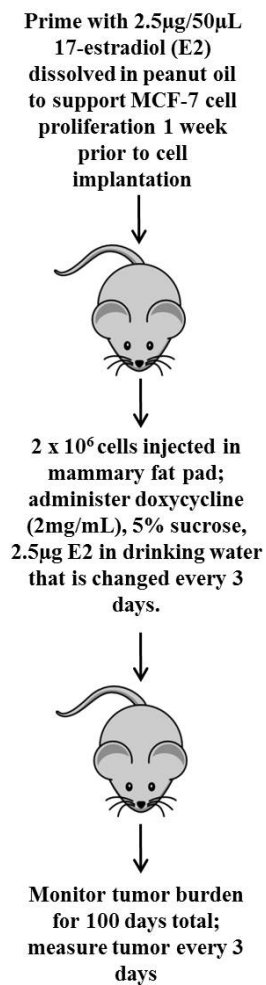 Prime with 2.5µg/50µL
17-estradiol (E2)
dissolved in peanut oil
to support MCF-7 cell
proliferation 1 week
prior to cell
implantation
2 x 10⁶ cells injected in
mammary fat pad;
administer doxycycline
(2mg/mL), 5% sucrose,
2.5µg E2 in drinking water
that is changed every 3
days.
Monitor tumor burden
for 100 days total;
measure tumor every 3
days